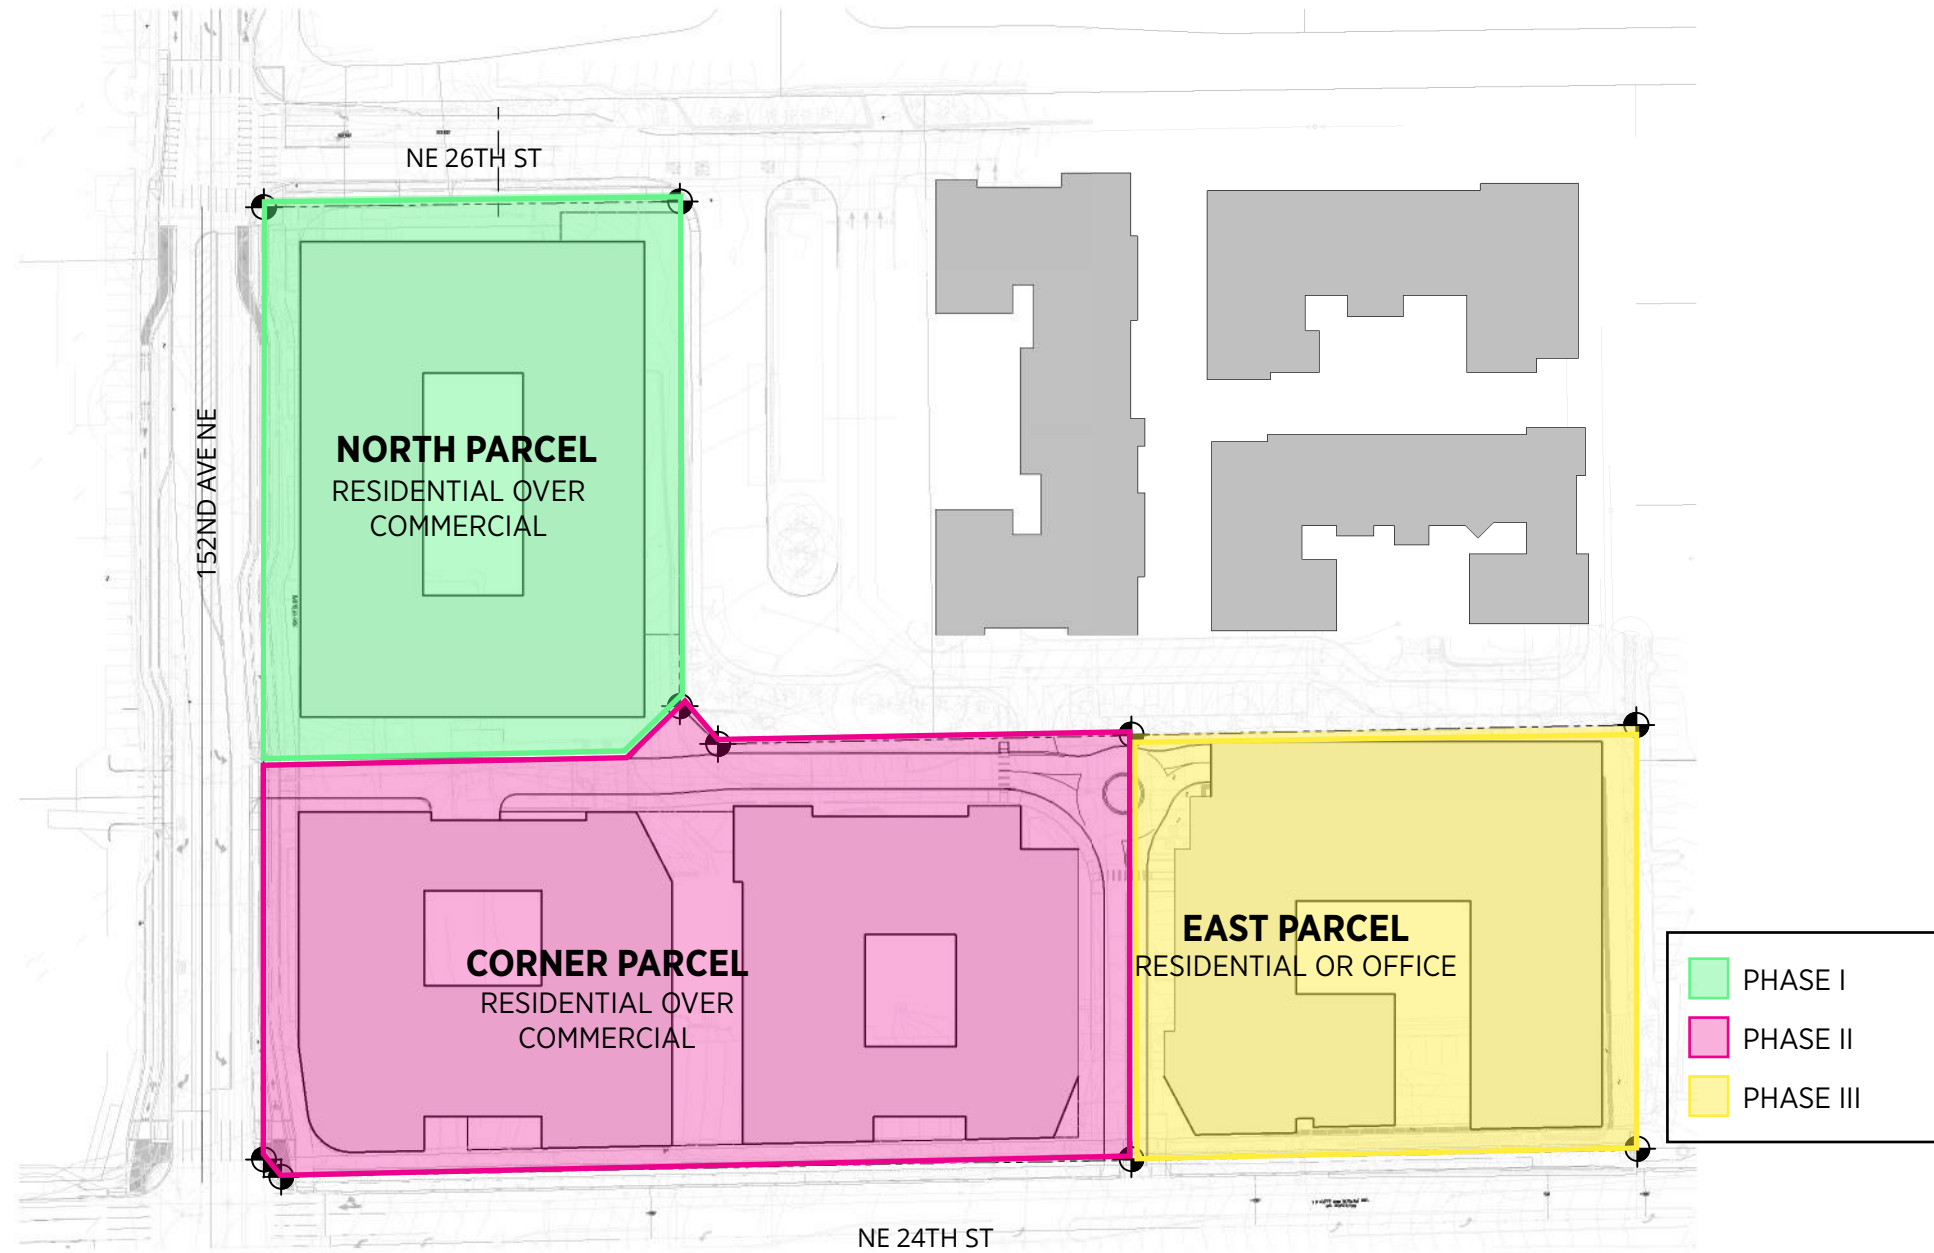 NE 26TH ST
152ND AVE NE
NORTH PARCEL
RESIDENTIAL OVER
COMMERCIAL
CORNER PARCEL
RESIDENTIAL OVER
COMMERCIAL
EAST PARCEL
RESIDENTIAL OR OFFICE
PHASE I
PHASE II
PHASE III
NE 24TH ST